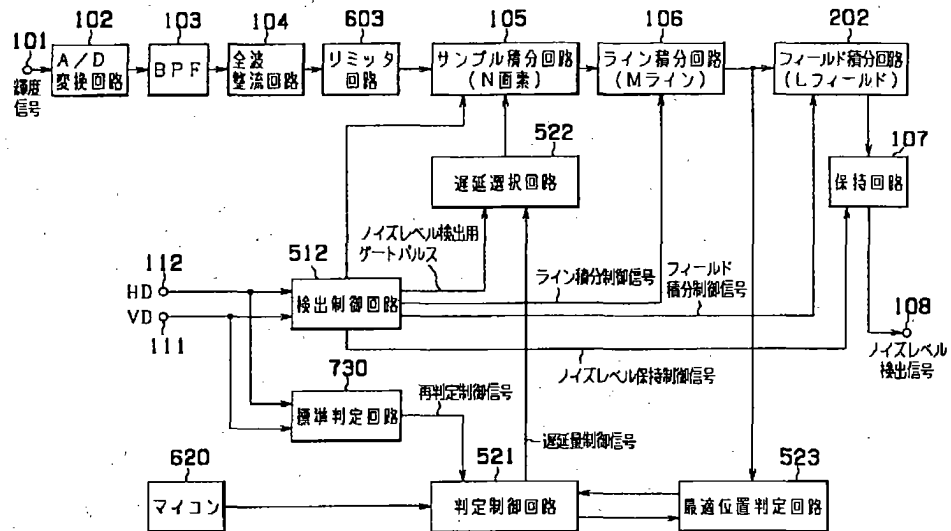 101
輝度
信号
102
A/D
変換回路
103
BPF
104
全波
整流回路
603
リミッタ
回路
105
サンプル積分回路
(N画素)
106
ライン積分回路
(Mライン)
202
フィールド積分回路
(Lフィールド)
522
遅延選択回路
107
保持回路
ノイズレベル検出用
ゲートパルス
112
HD
VD
111
512
検出制御回路
ライン積分制御信号
フィールド
積分制御信号
108
ノイズレベル
検出信号
ノイズレベル保持制御信号
730
標準判定回路
再判定制御信号
遅延量制御信号
620
マイコン
521
判定制御回路
523
最適位置判定回路